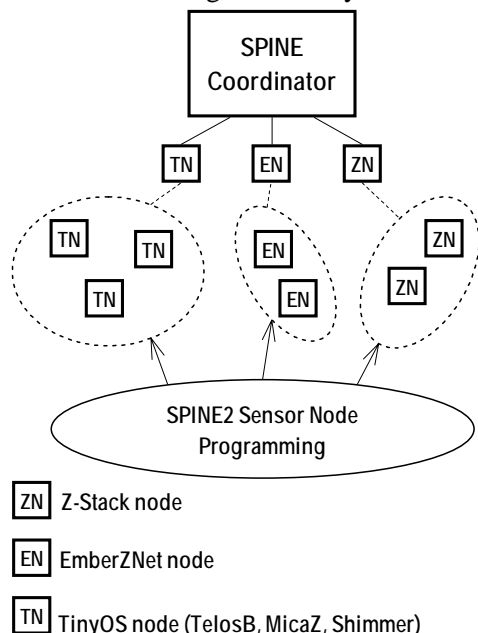 SPINE
Coordinator
TN EN ZN
TN TN EN ZN
TN EN ZN
SPINE2 Sensor Node
Programming
ZN Z-Stack node
EN EmberZNet node
TN TinyOS node (TelosB, MicaZ, Shimmer)